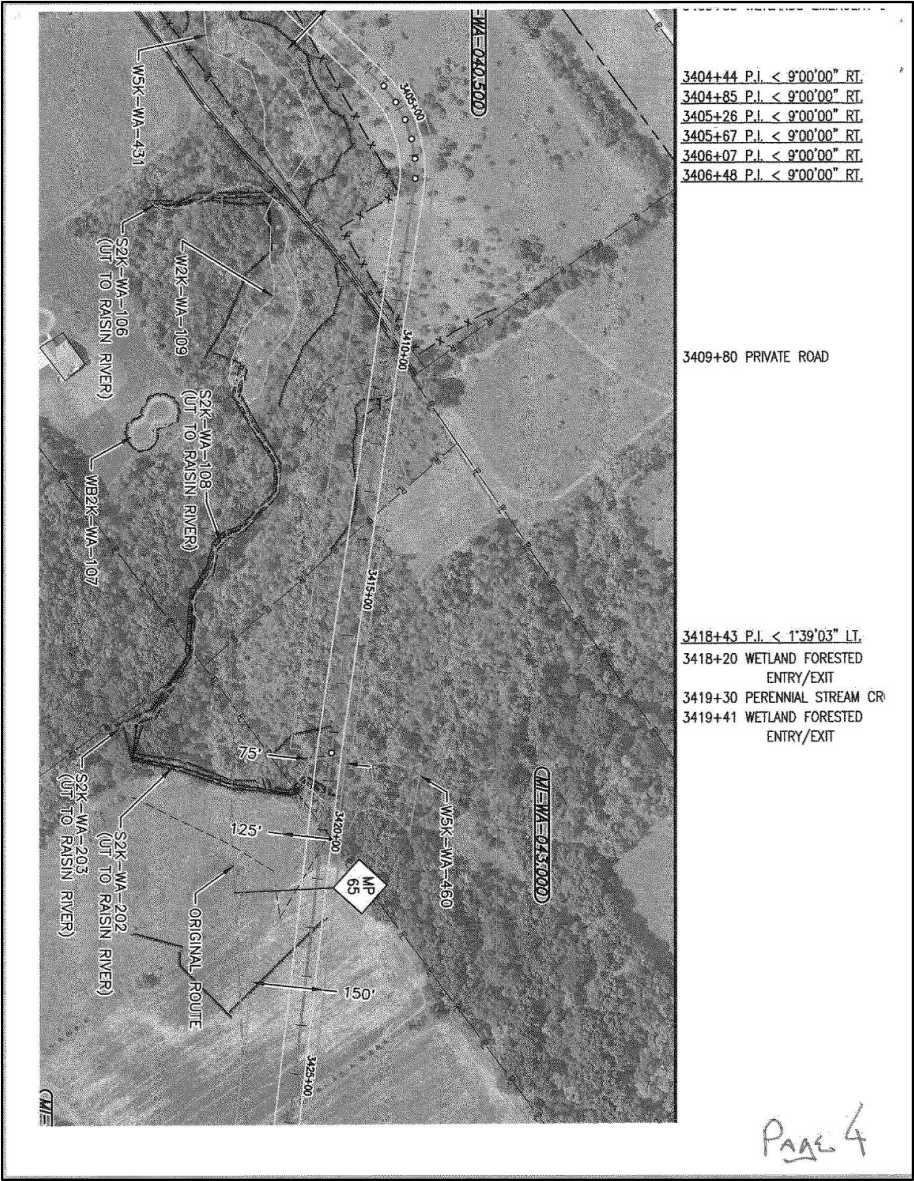 3404+44 P.I. < 9°00'00" RT.
3404+85 P.I. < 9°00'00" RT.
3405+26 P.I. < 9°00'00" RT.
3405+67 P.I. < 9°00'00" RT.
3406+07 P.I. < 9°00'00" RT.
3406+48 P.I. < 9°00'00" RT.
3409+80 PRIVATE ROAD
3418+43 P.I. < 1°39'03" LT.
3418+20 WETLAND FORESTED
ENTRY/EXIT
3419+30 PERENNIAL STREAM CR
3419+41 WETLAND FORESTED
ENTRY/EXIT
WA-040.500
3405+00
W5K-WA-431
S2K-WA-106
(UT TO RAISIN RIVER)
W2K-WA-109
3410+00
S2K-WA-108
(UT TO RAISIN RIVER)
WB2K-WA-107
3415+00
75'
W5K-WA-460
MI-WA-043.000
3420+00
125'
MP
65
S2K-WA-203
(UT TO RAISIN RIVER)
S2K-WA-202
(UT TO RAISIN RIVER)
ORIGINAL ROUTE
150'
3425+00
MI-
PAGE 4